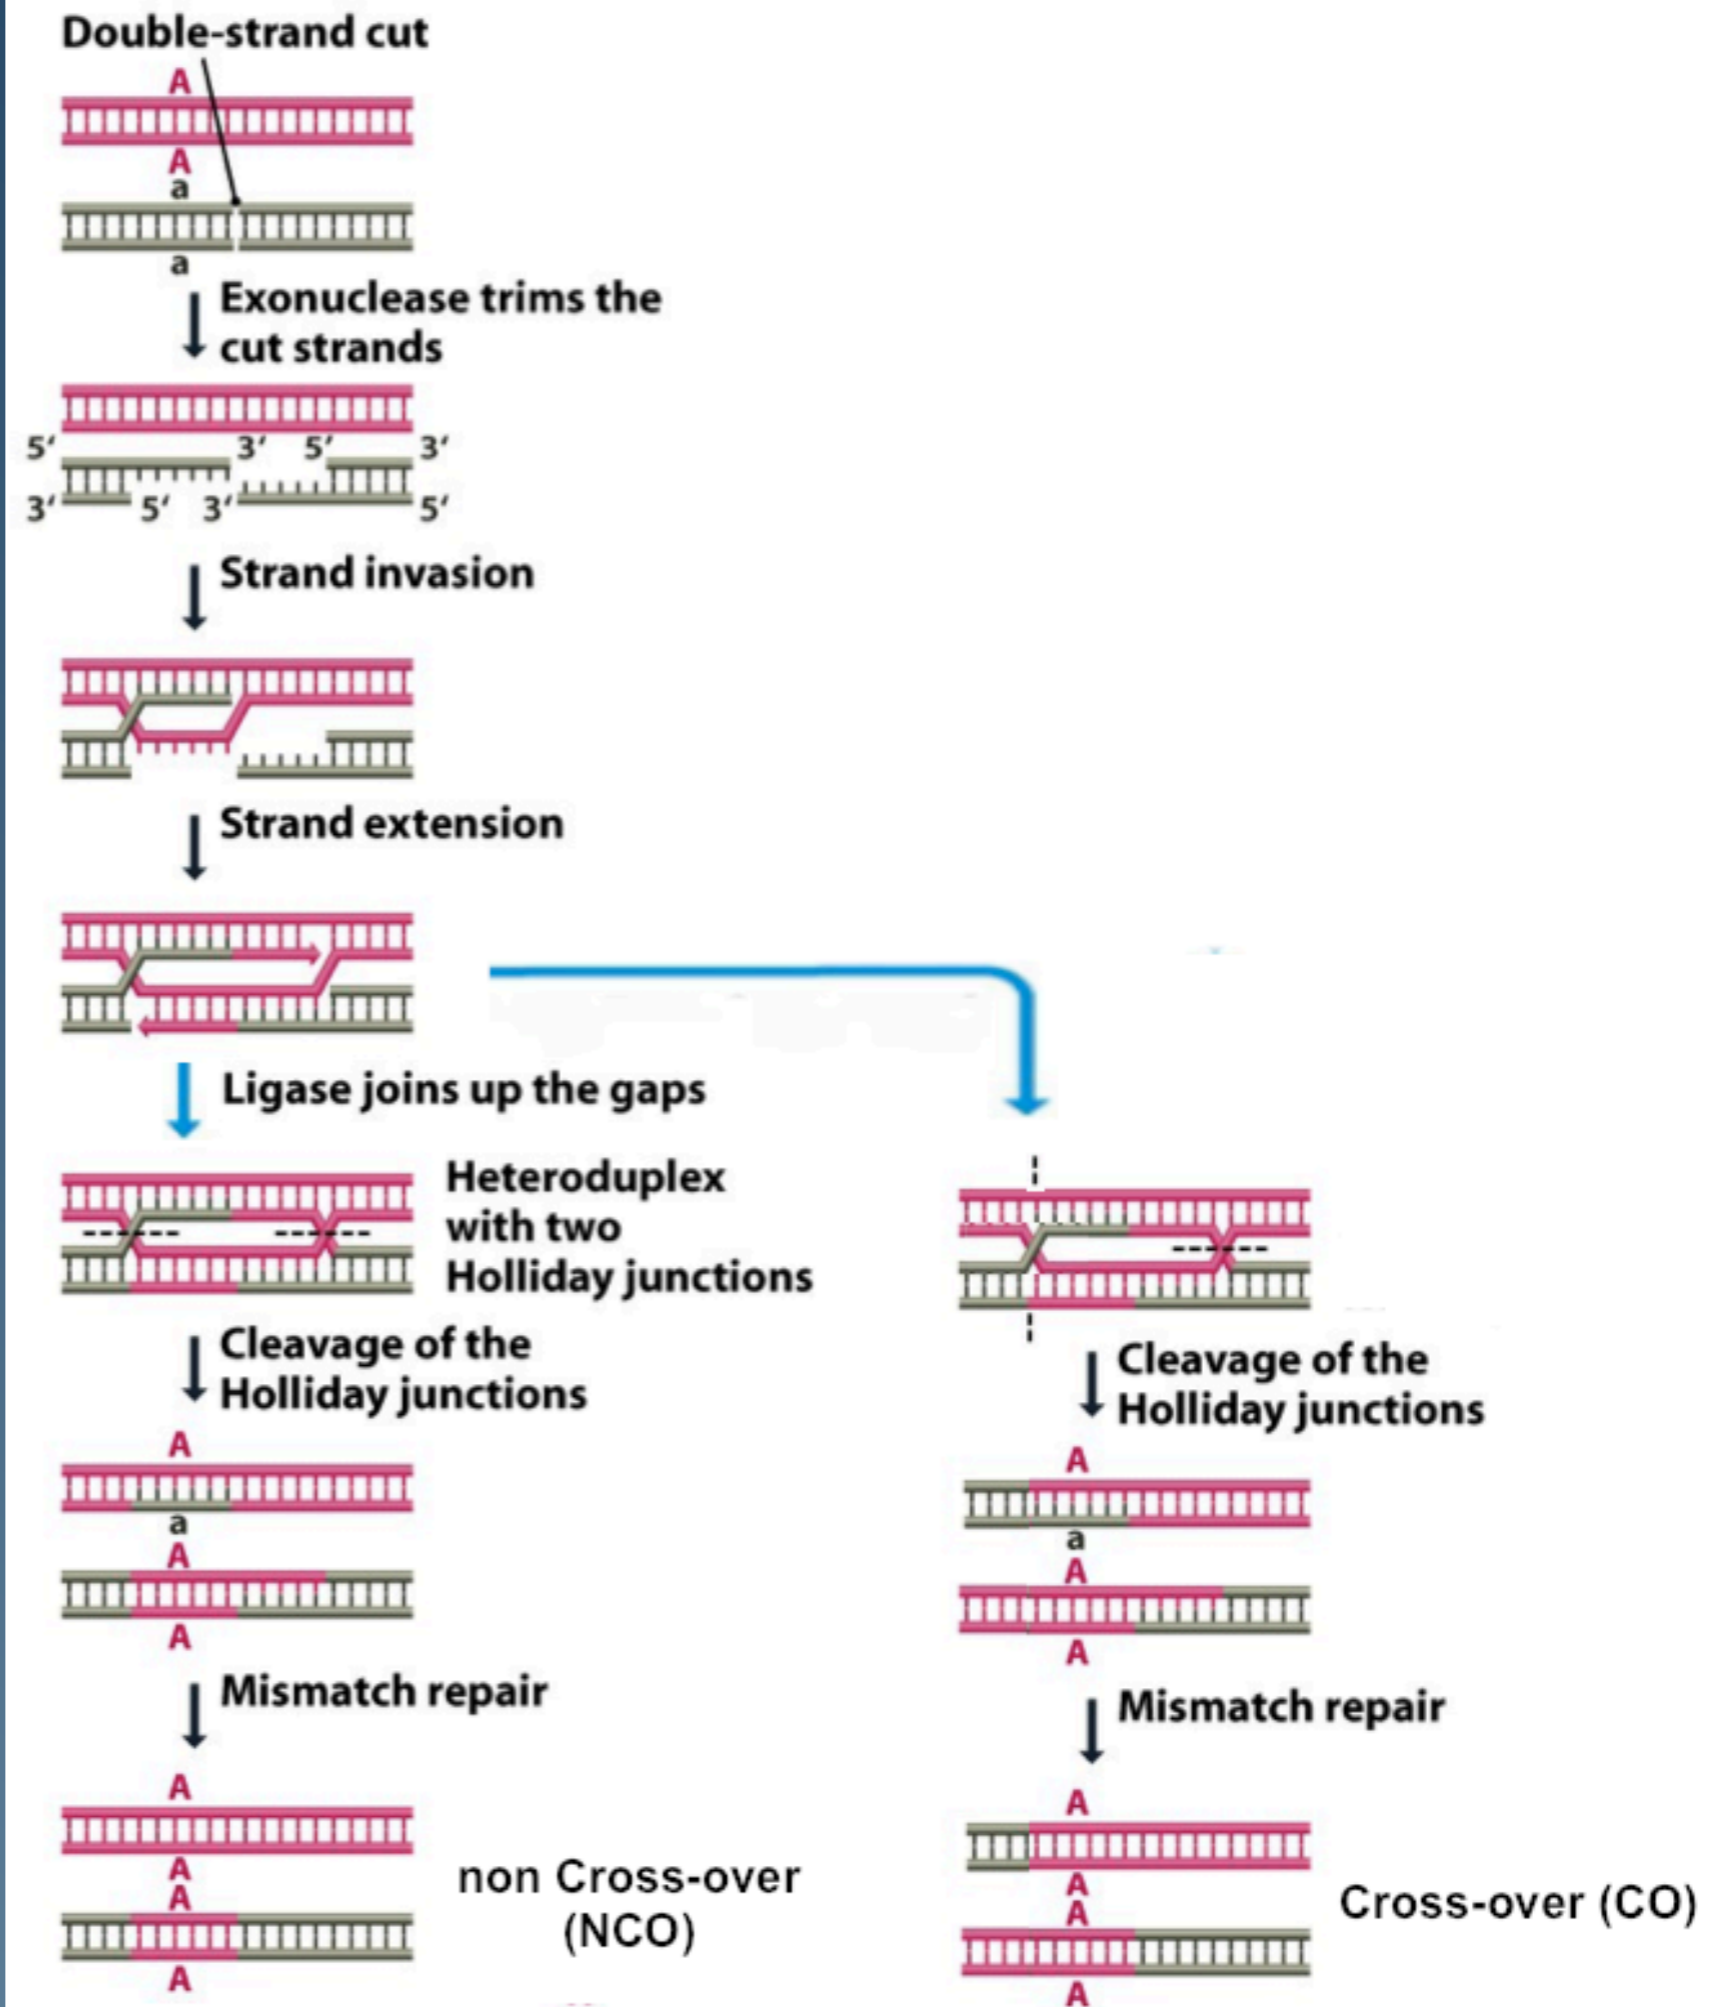 Double-strand cut
A
A
a
a
Exonuclease trims the
cut strands
5′ 3′ 5′ 3′
3′ 5′ 3′ 5′
Strand invasion
Strand extension
Ligase joins up the gaps
Heteroduplex
with two
Holliday junctions
Cleavage of the
Holliday junctions
A
a
A
A
Mismatch repair
A
A
A
A
non Cross-over
(NCO)
Cleavage of the
Holliday junctions
A
a
A
A
Mismatch repair
A
A
A
A
Cross-over (CO)